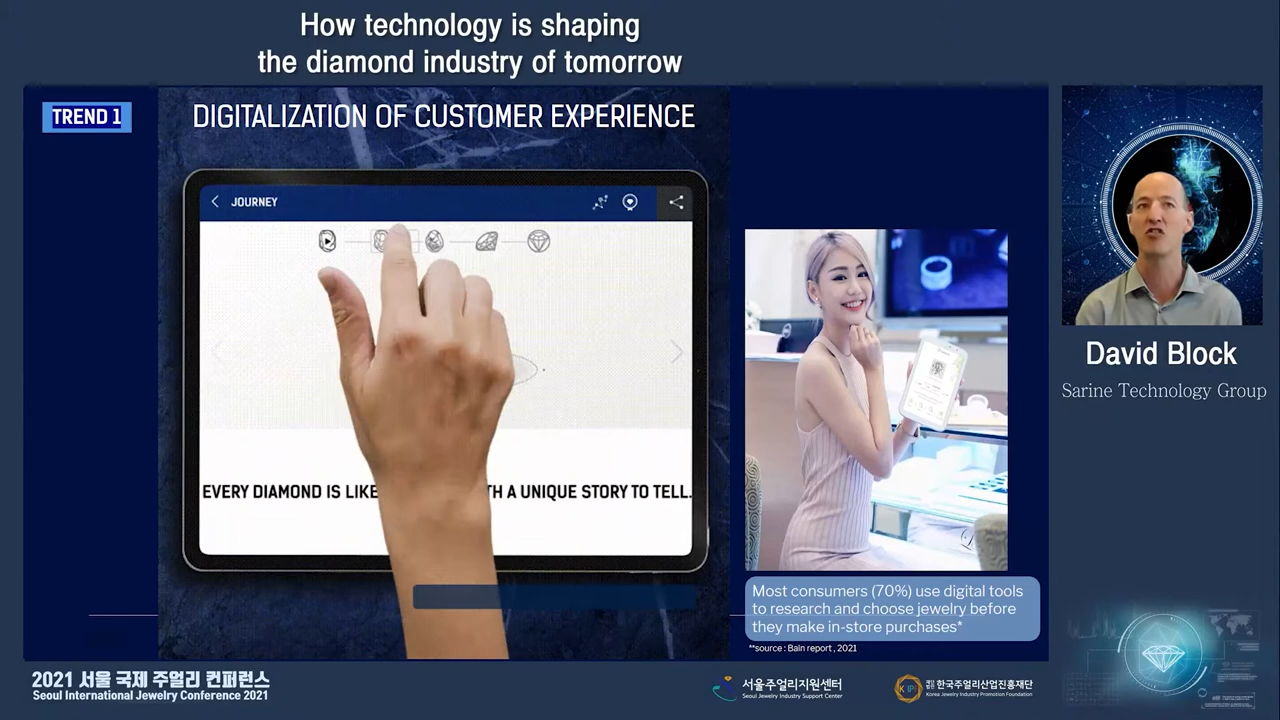 How technology is shaping
the diamond industry of tomorrow
TREND 1
DIGITALIZATION OF CUSTOMER EXPERIENCE
JOURNEY
EVERY DIAMOND IS LIKE
TH A UNIQUE STORY TO TELL.
Most consumers (70%) use digital tools
to research and choose jewelry before
they make in-store purchases*
**source : Bain report , 2021
David Block
Sarine Technology Group
2021 서울 국제 주얼리 컨퍼런스
Seoul International Jewelry Conference 2021
서울주얼리지원센터
Seoul Jewelry Industry Support Center
재단법인 한국주얼리산업진흥재단
Korea Jewelry Industry Promotion Foundation